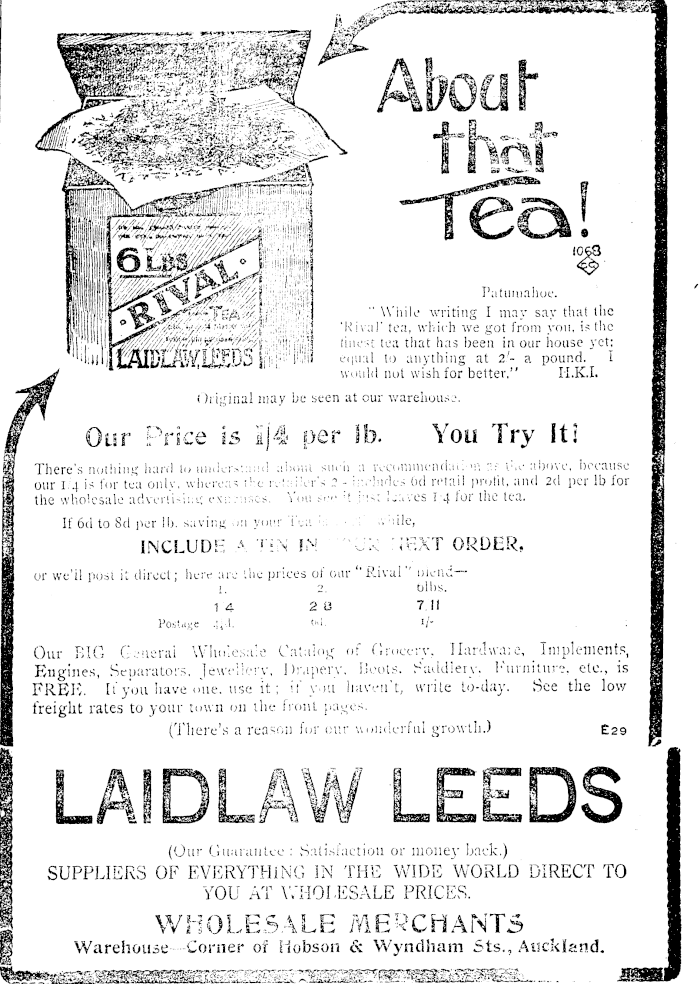 About
that
Tea!
1068
6 LBS
RIVAL
TEA
LAIDLAW LEEDS
Patumahoe.
"While writing I may say that the
'Rival' tea, which we got from you, is the
finest tea that has been in our house yet;
equal to anything at 2/- a pound. I
would not wish for better." H.K.I.
Original may be seen at our warehouse.
Our Price is 1/4 per lb. You Try It!
There's nothing hard to understand about such a recommendation as the above, because
our 1/4 is for tea only, whereas the retailer's 2/- includes 6d retail profit, and 2d per lb for
the wholesale advertising expenses. You see it just leaves 1/4 for the tea.
If 6d to 8d per lb. saving on your Tea is while,
INCLUDE A TIN IN YOUR NEXT ORDER,
or we'll post it direct; here are the prices of our "Rival" blend—
1. 2. 6lbs.
1 4 2 8 7/11
Postage 4½d. 6d. 1/-
Our BIG General Wholesale Catalog of Grocery, Hardware, Implements,
Engines, Separators, Jewellery, Drapery, Boots, Saddlery, Furniture, etc., is
FREE. If you have one, use it; if you haven't, write to-day. See the low
freight rates to your town on the front pages.
(There's a reason for our wonderful growth.) E29
LAIDLAW LEEDS
(Our Guarantee: Satisfaction or money back.)
SUPPLIERS OF EVERYTHING IN THE WIDE WORLD DIRECT TO
YOU AT WHOLESALE PRICES.
WHOLESALE MERCHANTS
Warehouse—Corner of Hobson & Wyndham Sts., Auckland.